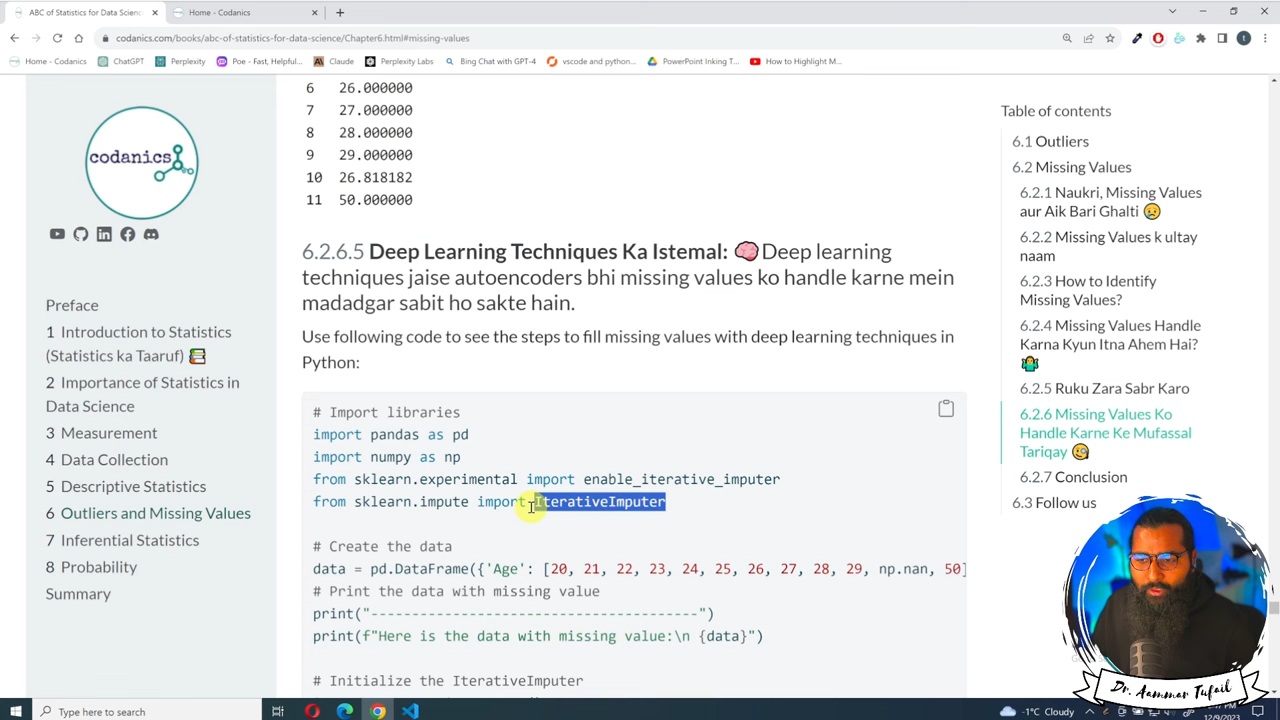 ABC of Statistics for Data Scienc
Home - Codanics
codanics.com/books/abc-of-statistics-for-data-science/Chapter6.html#missing-values
Home - Codanics
ChatGPT
Perplexity
Poe - Fast, Helpful...
Claude
Perplexity Labs
Bing Chat with GPT-4
vscode and python...
PowerPoint Inking T...
How to Highlight M...
codanics
Preface
1 Introduction to Statistics
(Statistics ka Taaruf) 📚
2 Importance of Statistics in
Data Science
3 Measurement
4 Data Collection
5 Descriptive Statistics
6 Outliers and Missing Values
7 Inferential Statistics
8 Probability
Summary
6 26.000000
7 27.000000
8 28.000000
9 29.000000
10 26.818182
11 50.000000
6.2.6.5 Deep Learning Techniques Ka Istemal: 🧠Deep learning
techniques jaise autoencoders bhi missing values ko handle karne mein
madadgar sabit ho sakte hain.
Use following code to see the steps to fill missing values with deep learning techniques in
Python:
# Import libraries
import pandas as pd
import numpy as np
from sklearn.experimental import enable_iterative_imputer
from sklearn.impute import IterativeImputer
# Create the data
data = pd.DataFrame({'Age': [20, 21, 22, 23, 24, 25, 26, 27, 28, 29, np.nan, 50]
# Print the data with missing value
print("----------------------------------------")
print(f"Here is the data with missing value:\n {data}")
# Initialize the IterativeImputer
Table of contents
6.1 Outliers
6.2 Missing Values
6.2.1 Naukri, Missing Values
aur Aik Bari Ghalti 😥
6.2.2 Missing Values k ultay
naam
6.2.3 How to Identify
Missing Values?
6.2.4 Missing Values Handle
Karna Kyun Itna Ahem Hai?
🤷‍♂️
6.2.5 Ruku Zara Sabr Karo
6.2.6 Missing Values Ko
Handle Karne Ke Mufassal
Tariqay 🧐
6.2.7 Conclusion
6.3 Follow us
Dr. Aammar Tufail
Type here to search
-1°C Cloudy
12/9/2023